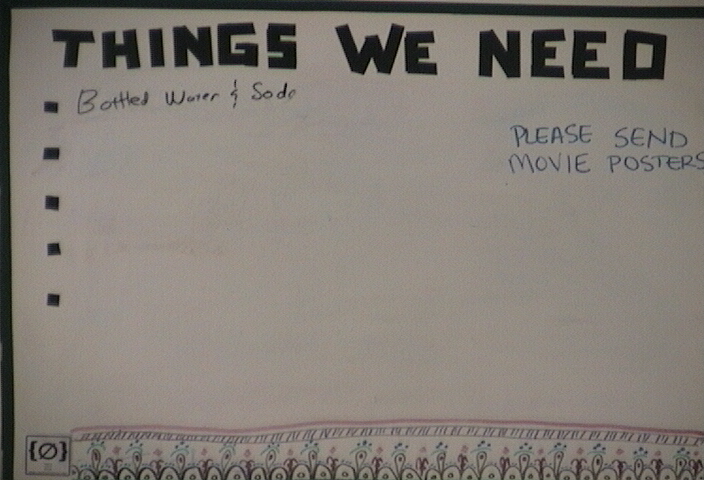 THINGS WE NEED
Bottled Water & Soda
PLEASE SEND
MOVIE POSTERS
{Ø}